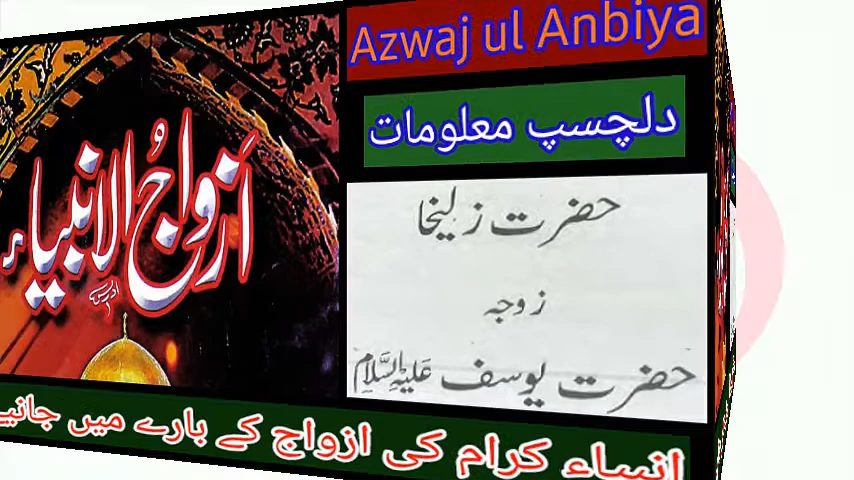 Azwaj ul Anbiya
دلچسپ معلومات
ازواجُ الانبیاء
حضرت زلیخا
زوجہ
حضرت یوسف علیہ السلام
انبیاء کرام کی ازواج کے بارے میں جانیے